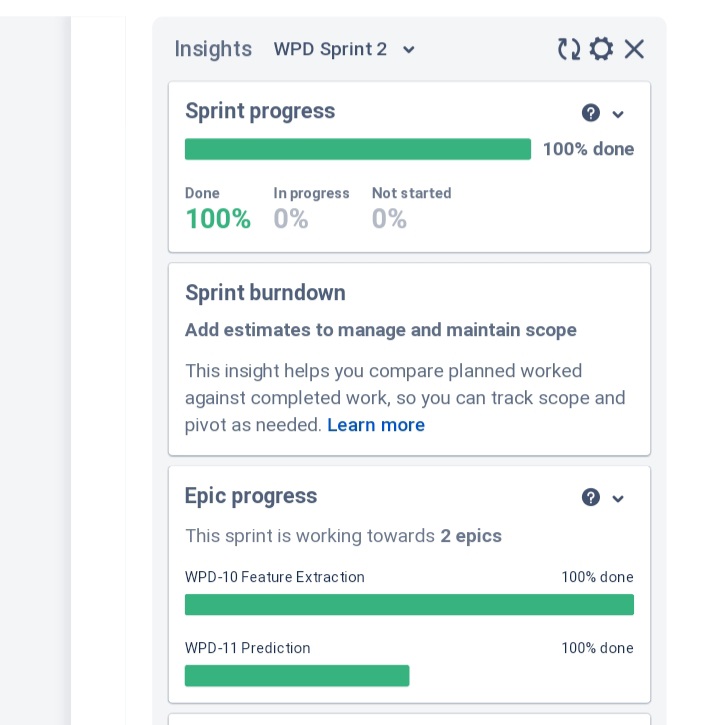 Insights WPD Sprint 2
Sprint progress
100% done
Done In progress Not started
100% 0% 0%
Sprint burndown
Add estimates to manage and maintain scope
This insight helps you compare planned worked
against completed work, so you can track scope and
pivot as needed. Learn more
Epic progress
This sprint is working towards 2 epics
WPD-10 Feature Extraction 100% done
WPD-11 Prediction 100% done